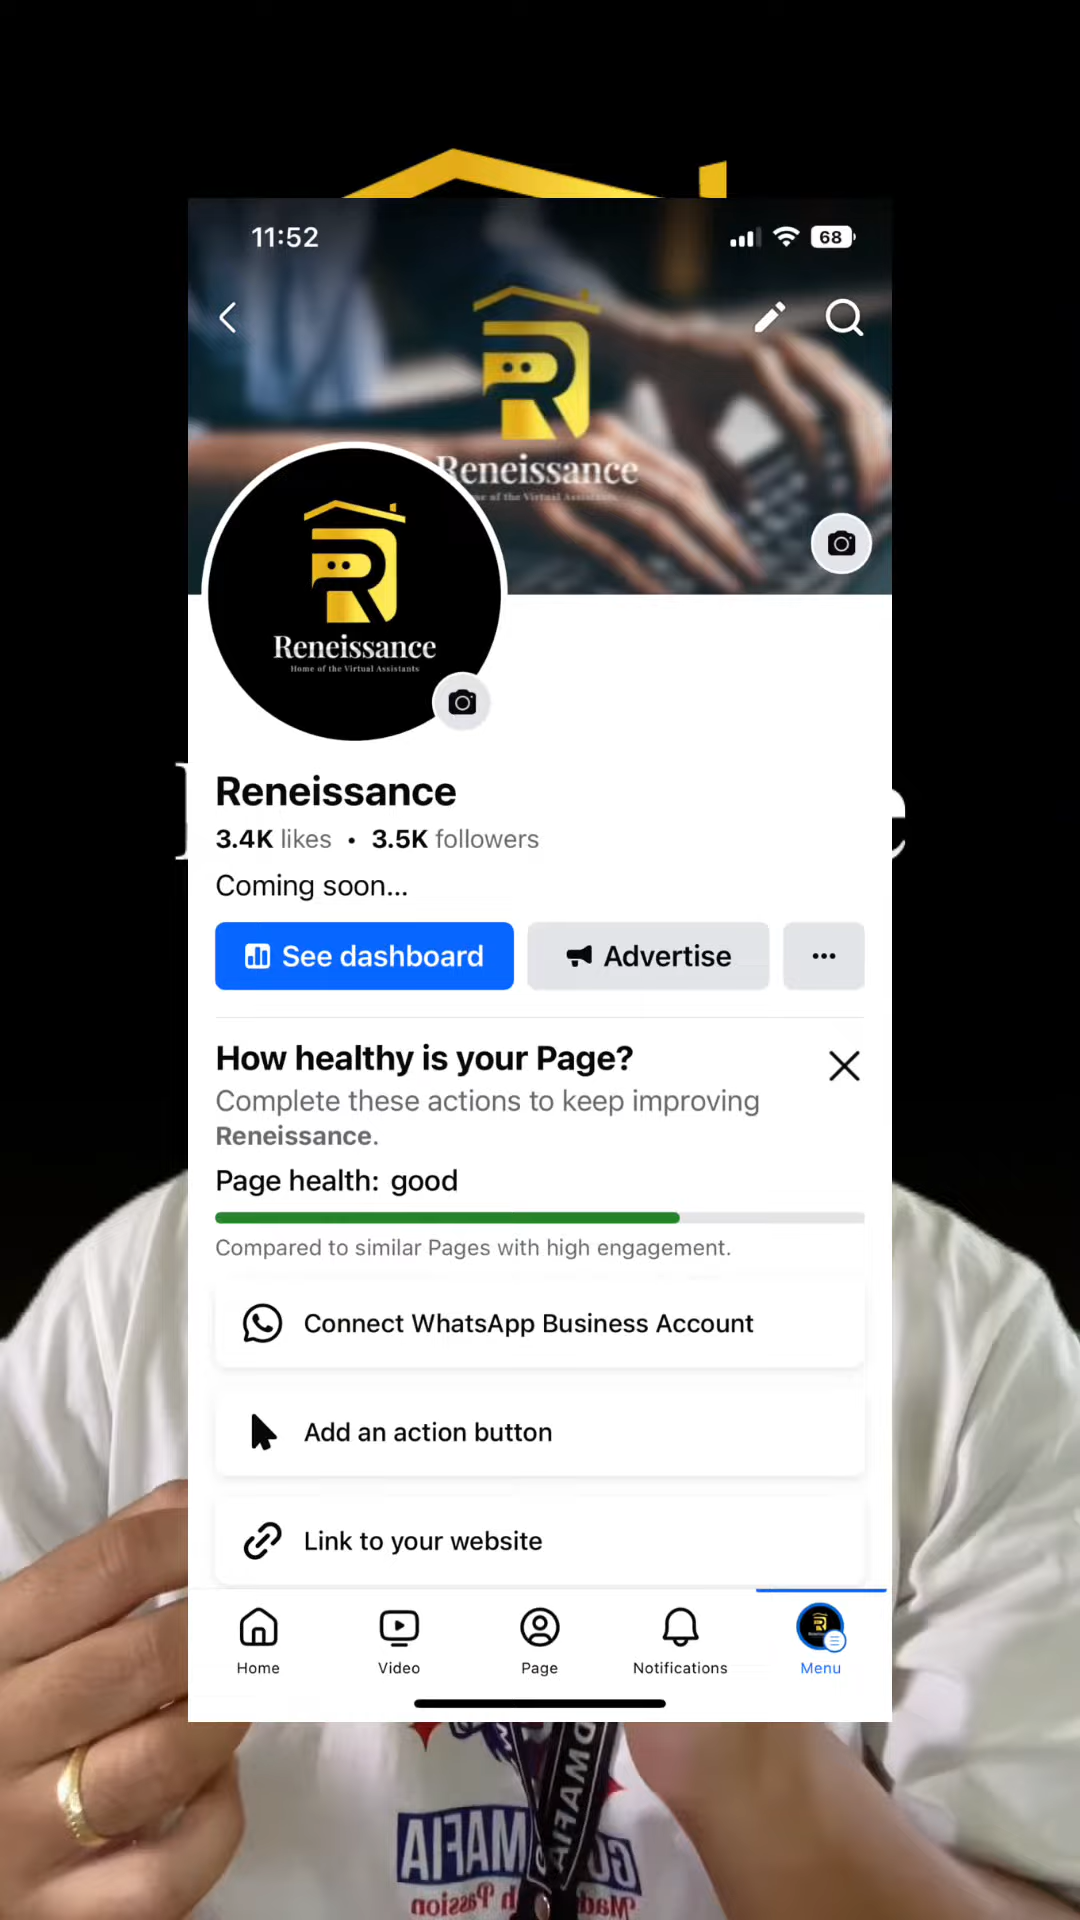 11:52
68
Reneissance
Reneissance
Home of the Virtual Assistants
Reneissance
3.4K likes • 3.5K followers
Coming soon...
See dashboard
Advertise
How healthy is your Page?
Complete these actions to keep improving
Reneissance.
Page health: good
Compared to similar Pages with high engagement.
Connect WhatsApp Business Account
Add an action button
Link to your website
Home
Video
Page
Notifications
Menu
MAFIA
Passion